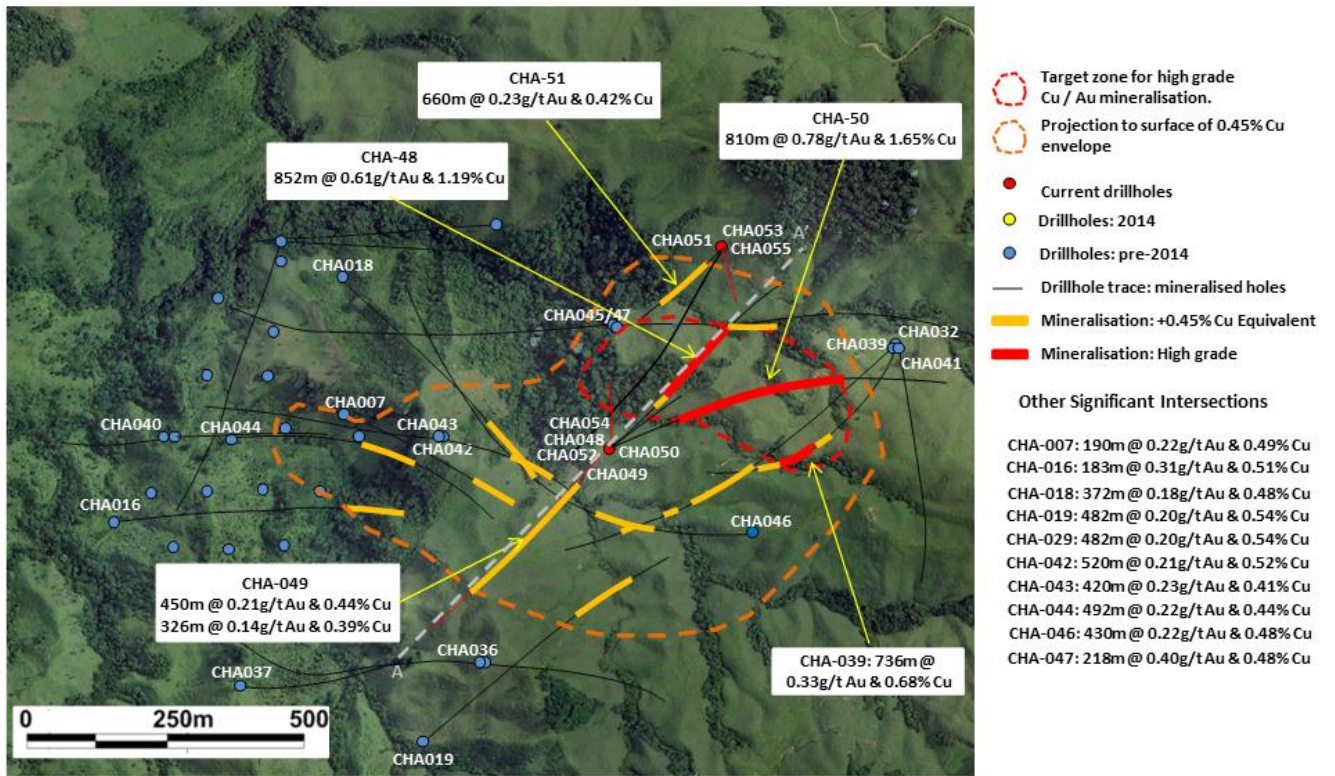 CHA-51
660m @ 0.23g/t Au & 0.42% Cu
CHA-50
810m @ 0.78g/t Au & 1.65% Cu
CHA-48
852m @ 0.61g/t Au & 1.19% Cu
CHA051
CHA053
CHA055
A'
CHA018
CHA045/47
CHA032
CHA039
CHA041
CHA007
CHA040
CHA044
CHA043
CHA042
CHA054
CHA048
CHA052
CHA050
CHA049
CHA016
CHA046
CHA-049
450m @ 0.21g/t Au & 0.44% Cu
326m @ 0.14g/t Au & 0.39% Cu
CHA-039: 736m @
0.33g/t Au & 0.68% Cu
CHA036
A
CHA037
CHA019
0 250m 500
Target zone for high grade
Cu / Au mineralisation.
Projection to surface of 0.45% Cu
envelope
Current drillholes
Drillholes: 2014
Drillholes: pre-2014
Drillhole trace: mineralised holes
Mineralisation: +0.45% Cu Equivalent
Mineralisation: High grade
Other Significant Intersections
CHA-007: 190m @ 0.22g/t Au & 0.49% Cu
CHA-016: 183m @ 0.31g/t Au & 0.51% Cu
CHA-018: 372m @ 0.18g/t Au & 0.48% Cu
CHA-019: 482m @ 0.20g/t Au & 0.54% Cu
CHA-029: 482m @ 0.20g/t Au & 0.54% Cu
CHA-042: 520m @ 0.21g/t Au & 0.52% Cu
CHA-043: 420m @ 0.23g/t Au & 0.41% Cu
CHA-044: 492m @ 0.22g/t Au & 0.44% Cu
CHA-046: 430m @ 0.22g/t Au & 0.48% Cu
CHA-047: 218m @ 0.40g/t Au & 0.48% Cu